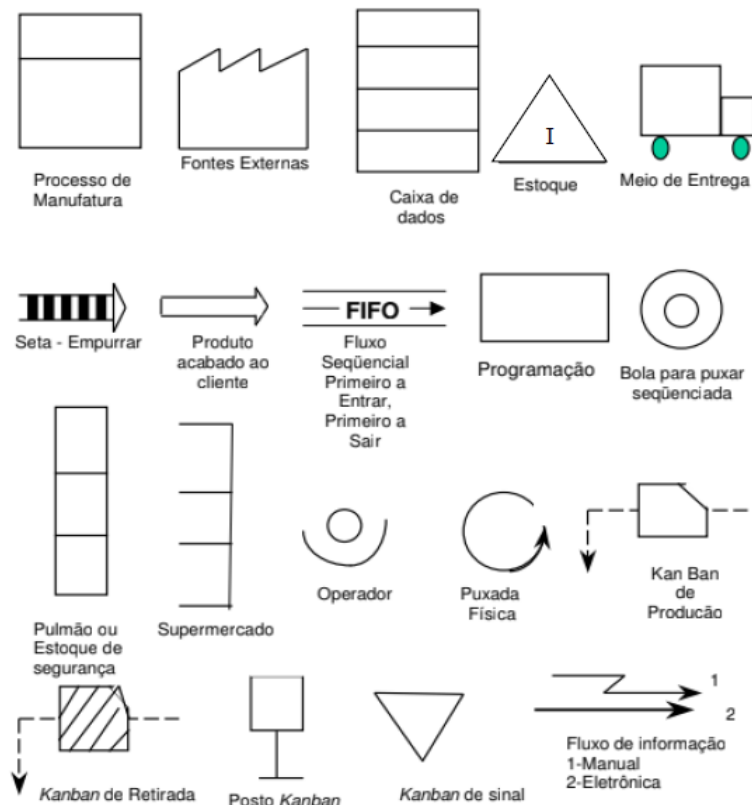 Processo de
Manufatura
Fontes Externas
Caixa de
dados
I
Estoque
Meio de Entrega
Seta - Empurrar
Produto
acabado ao
cliente
FIFO
Fluxo
Seqüencial
Primeiro a
Entrar,
Primeiro a
Sair
Programação
Bola para puxar
seqüenciada
Pulmão ou
Estoque de
segurança
Supermercado
Operador
Puxada
Física
Kan Ban
de
Producão
Kanban de Retirada
Posto Kanban
Kanban de sinal
1
2
Fluxo de informação
1-Manual
2-Eletrônica